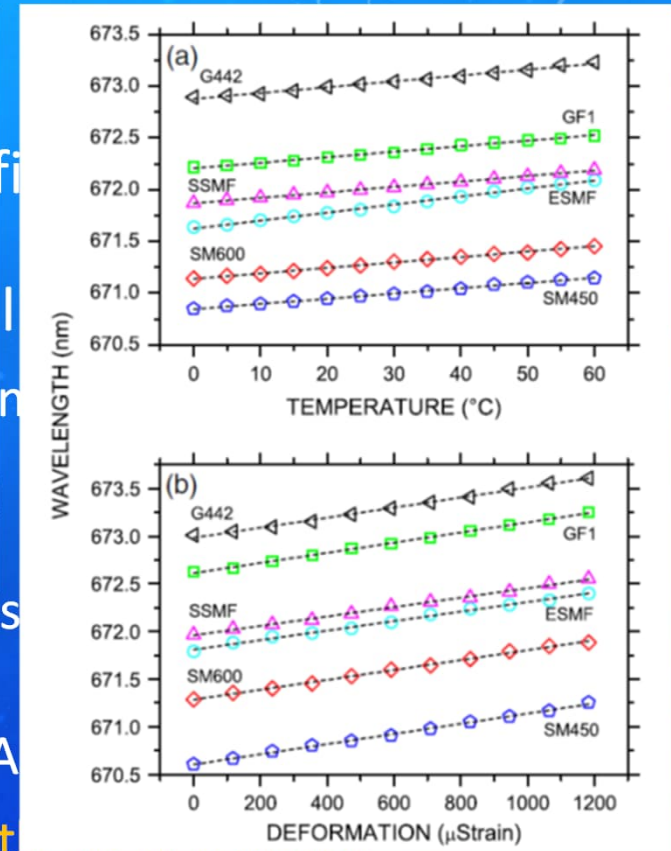 fi
l
n
s
A
t
WAVELENGTH (nm)
(a)
673.5
673.0
672.5
672.0
671.5
671.0
670.5
G442
GF1
SSMF
ESMF
SM600
SM450
0 10 20 30 40 50 60
TEMPERATURE (°C)
(b)
673.5
673.0
672.5
672.0
671.5
671.0
670.5
G442
GF1
SSMF
ESMF
SM600
SM450
0 200 400 600 800 1000 1200
DEFORMATION (μStrain)